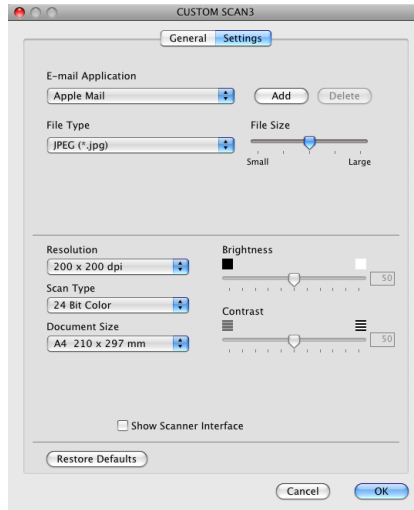 CUSTOM SCAN3
General Settings
E-mail Application
Apple Mail Add Delete
File Type File Size
JPEG (*.jpg)
Small Large
Resolution Brightness
200 x 200 dpi
50
Scan Type
24 Bit Color
Contrast
Document Size
A4 210 x 297 mm 50
Show Scanner Interface
Restore Defaults
Cancel OK